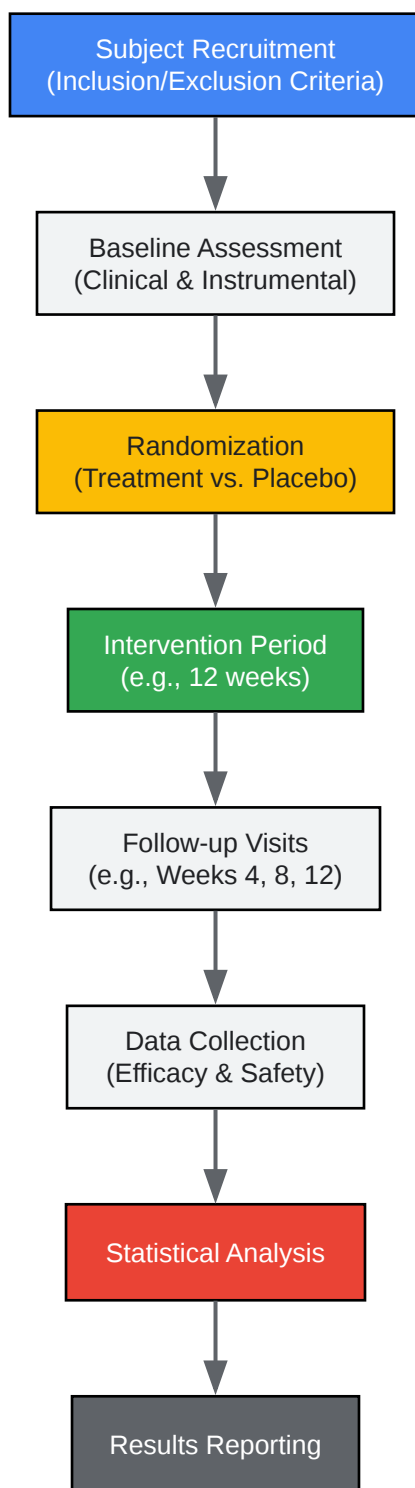 Subject Recruitment
(Inclusion/Exclusion Criteria)
Baseline Assessment
(Clinical & Instrumental)
Randomization
(Treatment vs. Placebo)
Intervention Period
(e.g., 12 weeks)
Follow-up Visits
(e.g., Weeks 4, 8, 12)
Data Collection
(Efficacy & Safety)
Statistical Analysis
Results Reporting